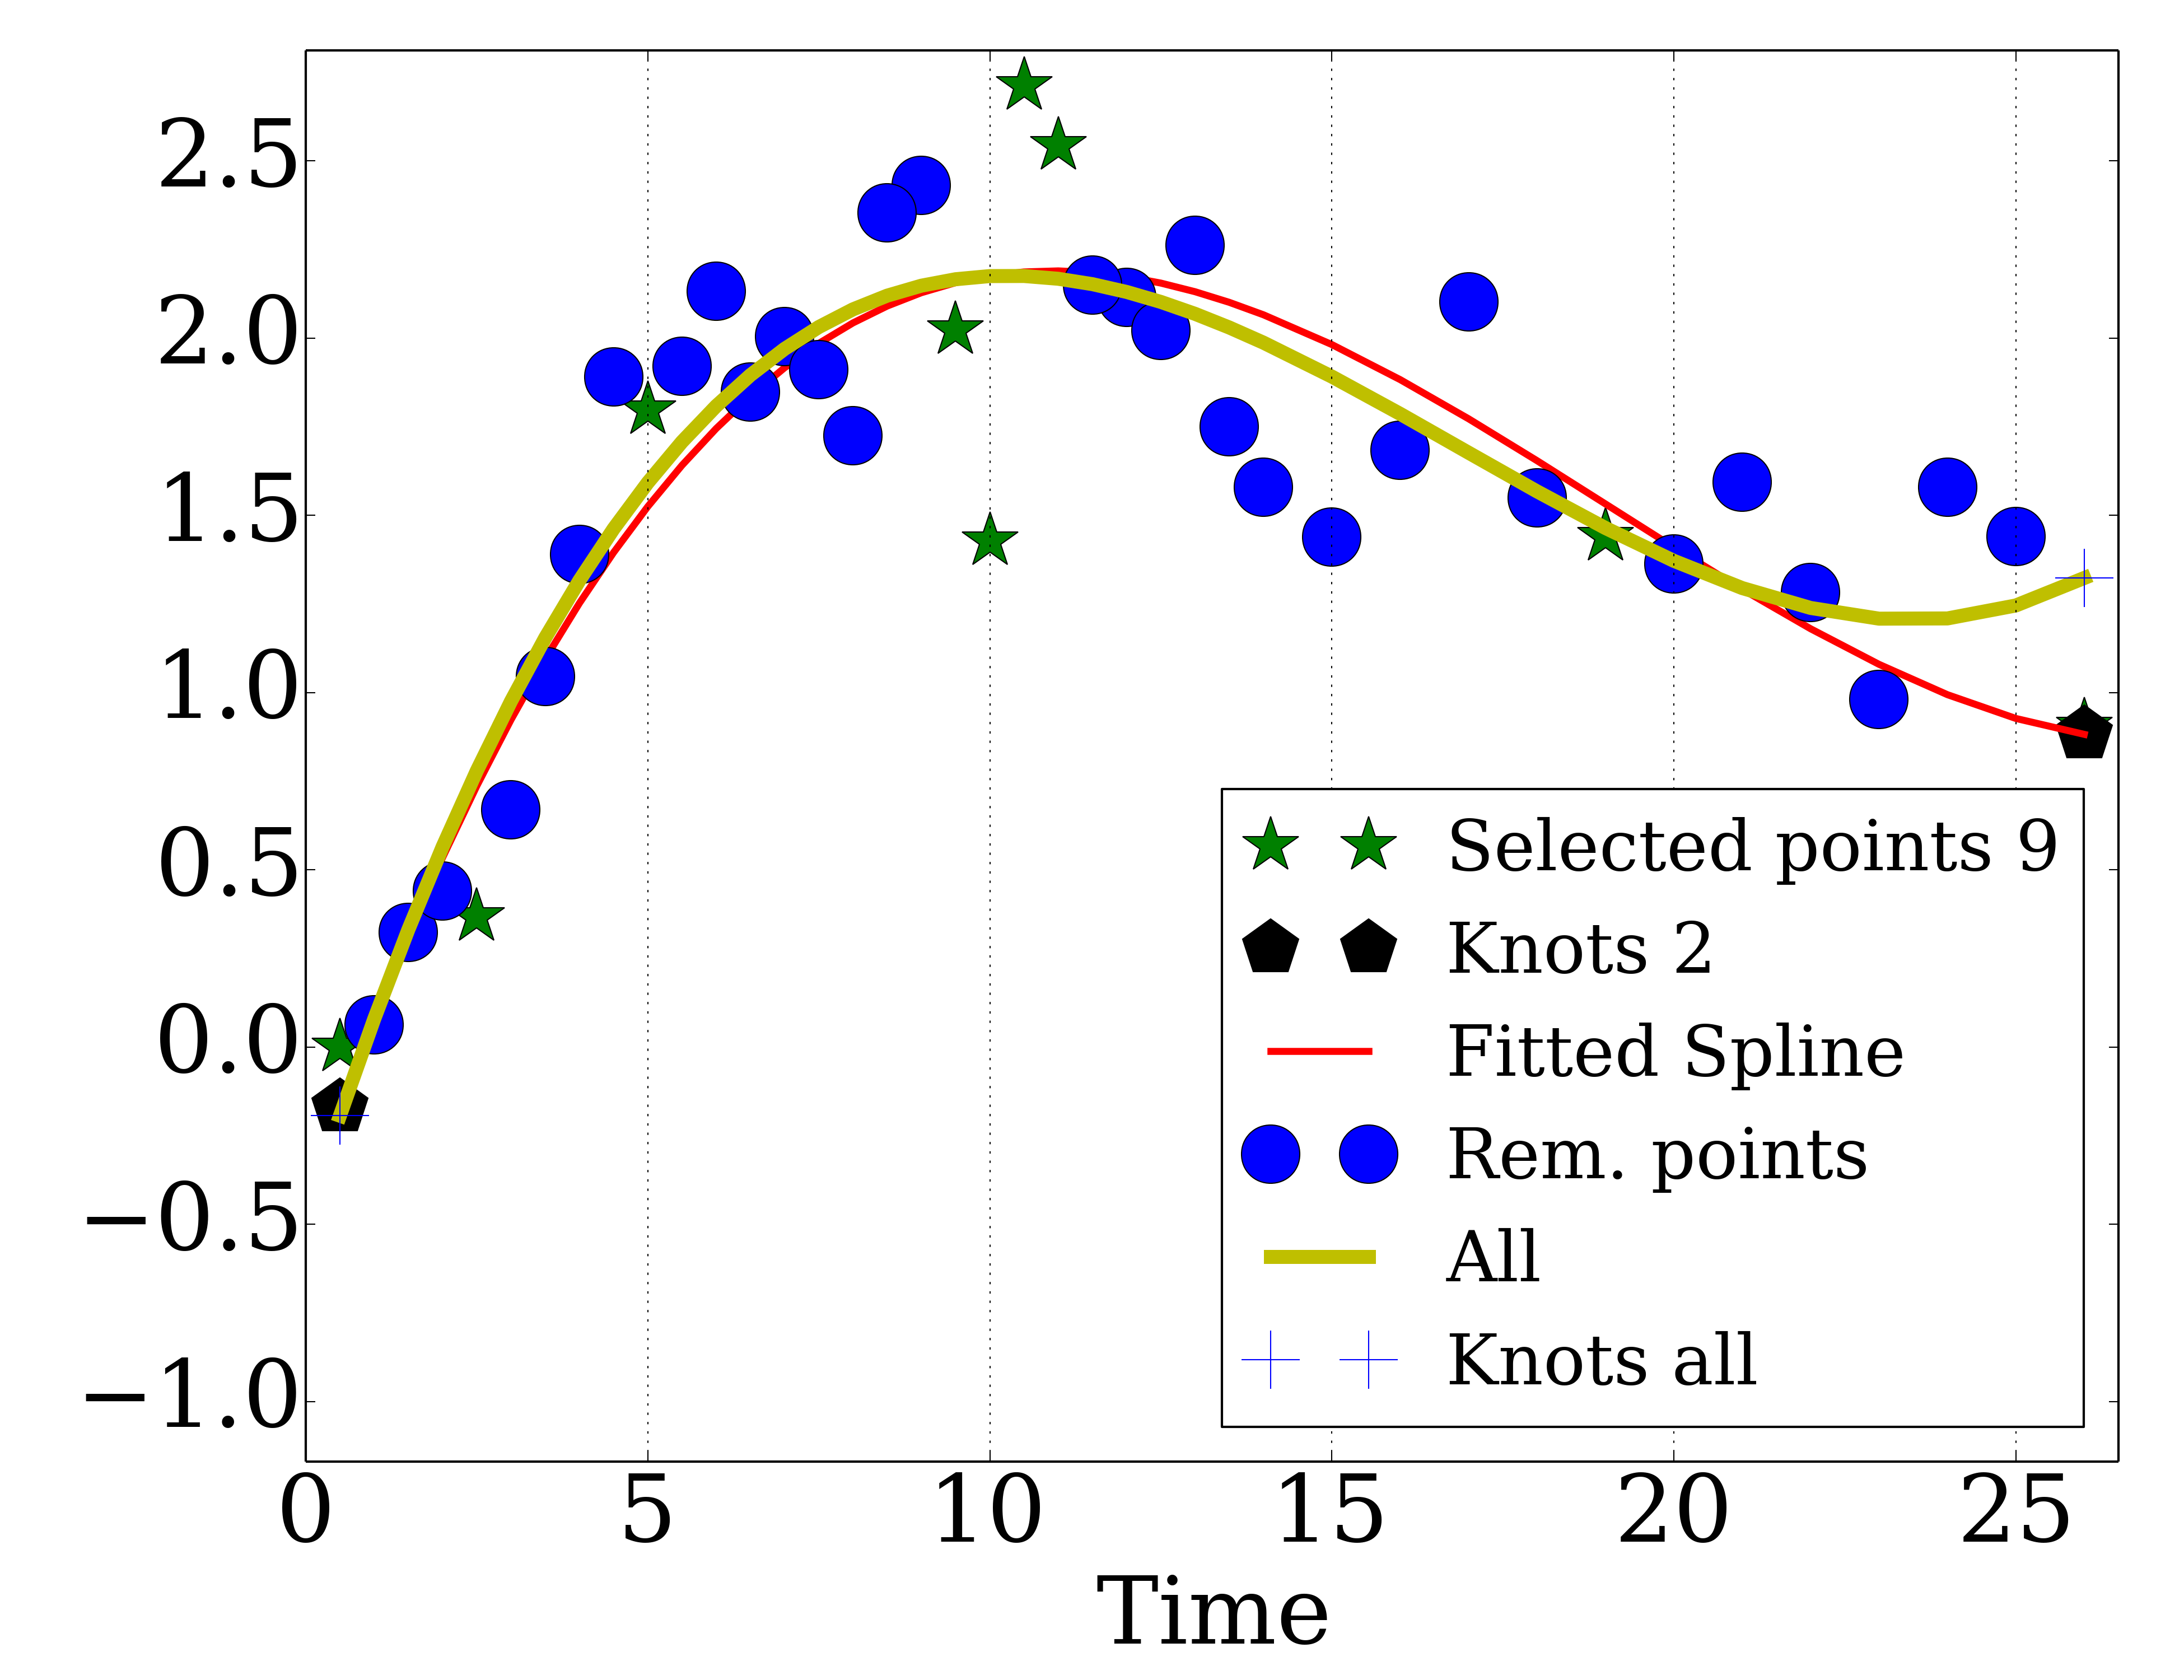 2.5
2.0
1.5
1.0
0.5
0.0
−0.5
−1.0
0 5 10 15 20 25
Time
Selected points 9
Knots 2
Fitted Spline
Rem. points
All
Knots all